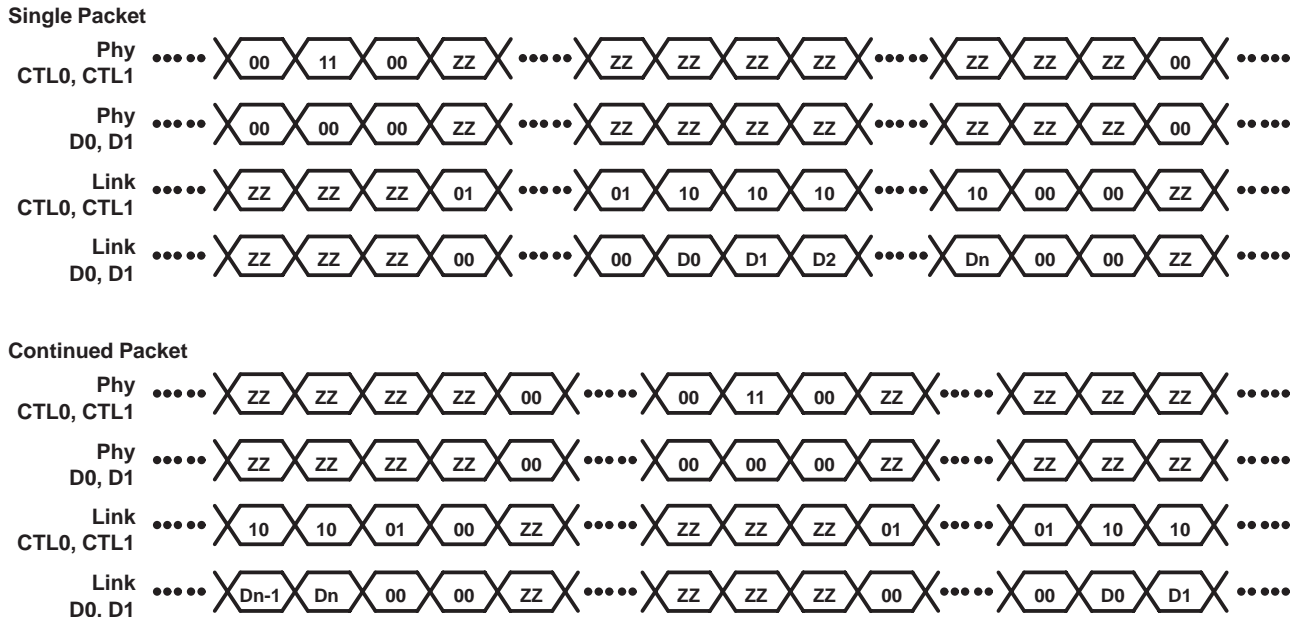 Single Packet
Phy
CTL0, CTL1
00 11 00 ZZ ZZ ZZ ZZ ZZ ZZ ZZ ZZ 00
Phy
D0, D1
00 00 00 ZZ ZZ ZZ ZZ ZZ ZZ ZZ ZZ 00
Link
CTL0, CTL1
ZZ ZZ ZZ 01 01 10 10 10 10 00 00 ZZ
Link
D0, D1
ZZ ZZ ZZ 00 00 D0 D1 D2 Dn 00 00 ZZ
Continued Packet
Phy
CTL0, CTL1
ZZ ZZ ZZ ZZ 00 00 11 00 ZZ ZZ ZZ ZZ
Phy
D0, D1
ZZ ZZ ZZ ZZ 00 00 00 00 ZZ ZZ ZZ ZZ
Link
CTL0, CTL1
10 10 01 00 ZZ ZZ ZZ ZZ 01 01 10 10
Link
D0, D1
Dn-1 Dn 00 00 ZZ ZZ ZZ ZZ 00 00 D0 D1